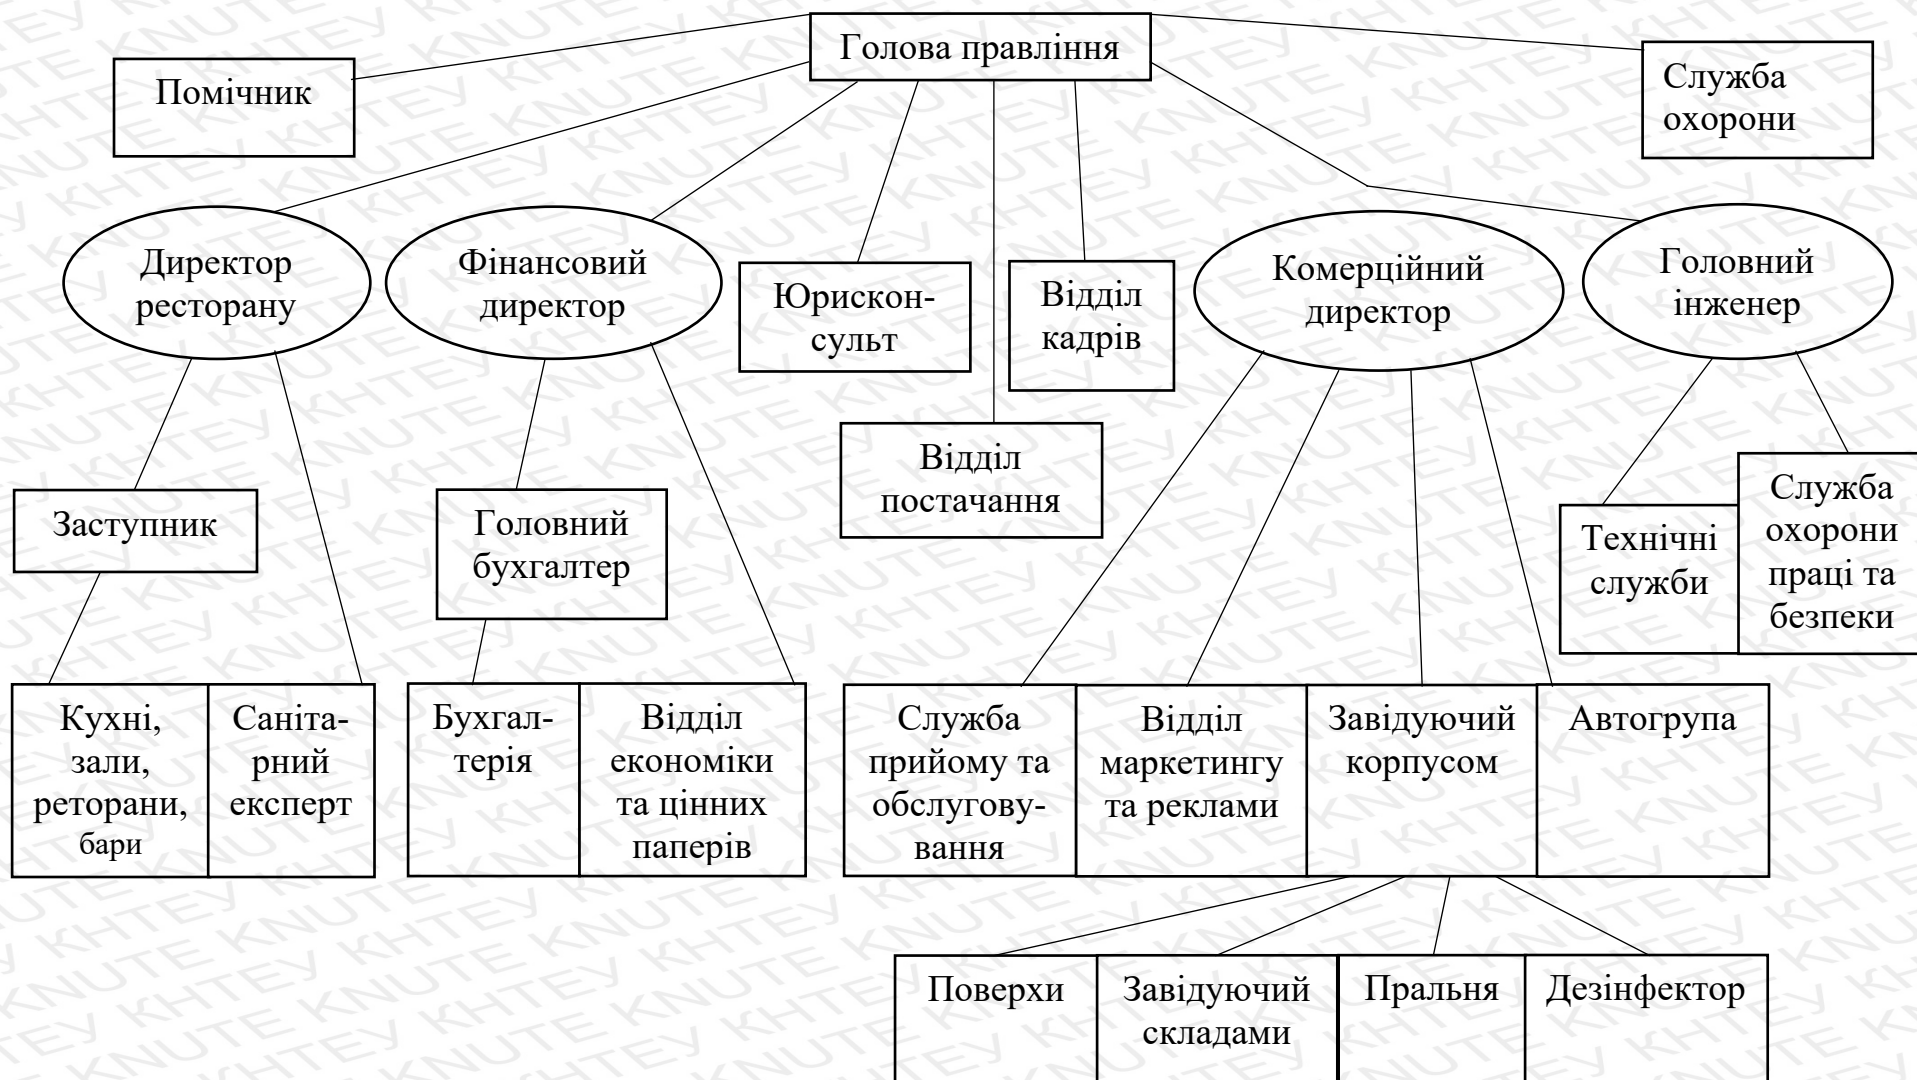 Голова правління
Помічник
Служба
охорони
Директор
ресторану
Фінансовий
директор
Юрискон-
сульт
Відділ
кадрів
Комерційний
директор
Головний
інженер
Відділ
постачання
Заступник
Головний
бухгалтер
Технічні
служби
Служба
охорони
праці та
безпеки
Кухні,
зали,
реторани,
бари
Саніта-
рний
експерт
Бухгал-
терія
Відділ
економіки
та цінних
паперів
Служба
прийому та
обслугову-
вання
Відділ
маркетингу
та реклами
Завідуючий
корпусом
Автогрупа
Поверхи
Завідуючий
складами
Пральня
Дезінфектор